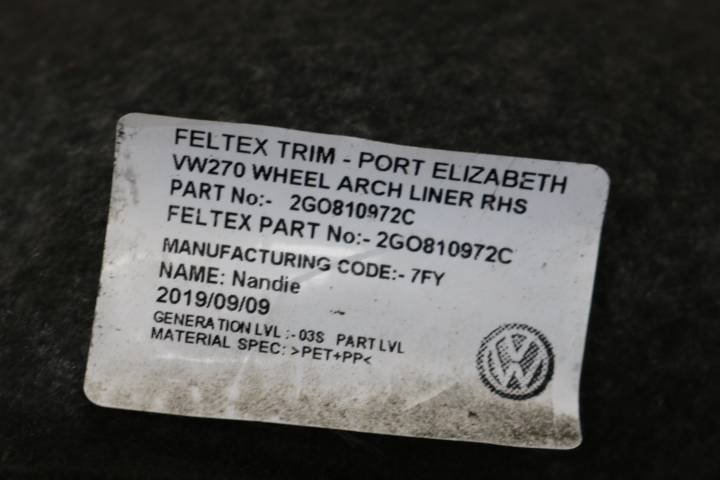 FELTEX TRIM - PORT ELIZABETH
VW270 WHEEL ARCH LINER RHS
PART No:- 2GO810972C
FELTEX PART No:- 2GO810972C
MANUFACTURING CODE:- 7FY
NAME: Nandie
2019/09/09
GENERATION LVL :- 03S PART LVL
MATERIAL SPEC: >PET+PP<